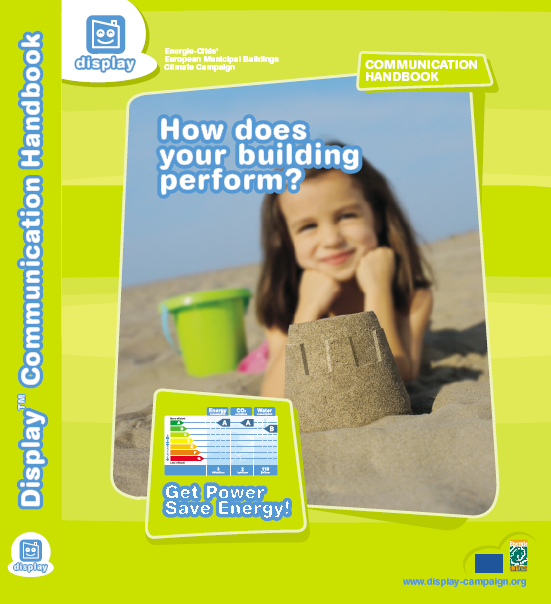 Display™ Communication Handbook
display
display
Energie-Cités'
European Municipal Buildings
Climate Campaign
COMMUNICATION
HANDBOOK
How does
your building
perform?
Energy
CO₂
Water
A
A
B
Get Power
Save Energy!
www.display-campaign.org